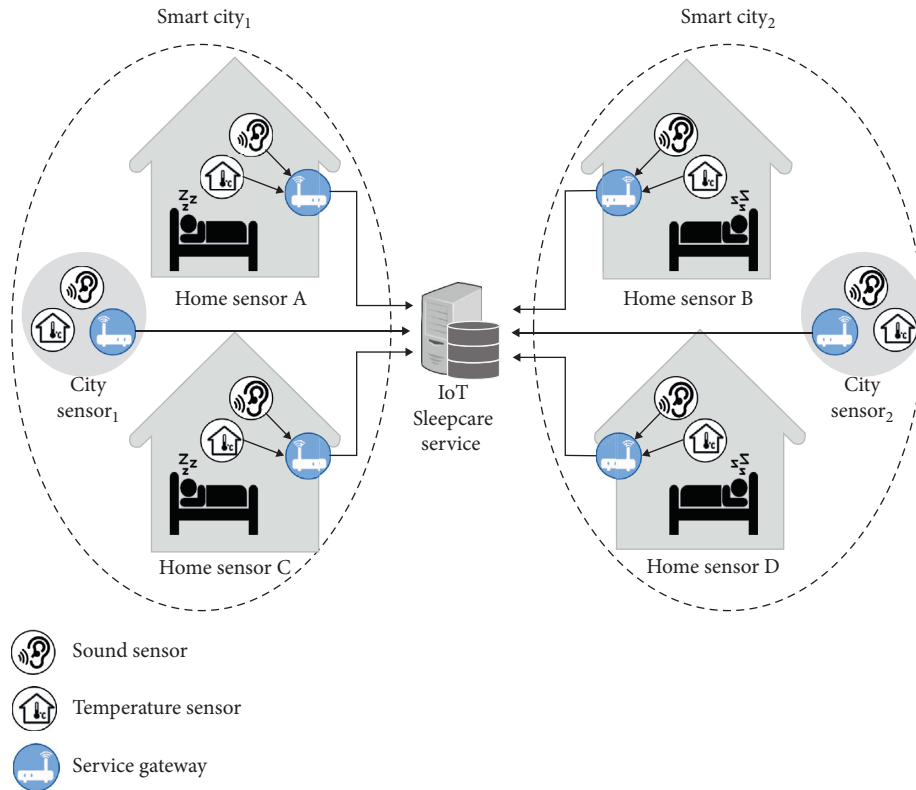 Smart city₁
Smart city₂
Home sensor A
Home sensor B
City
sensor₁
IoT
Sleepcare
service
City
sensor₂
Home sensor C
Home sensor D
Sound sensor
Temperature sensor
Service gateway